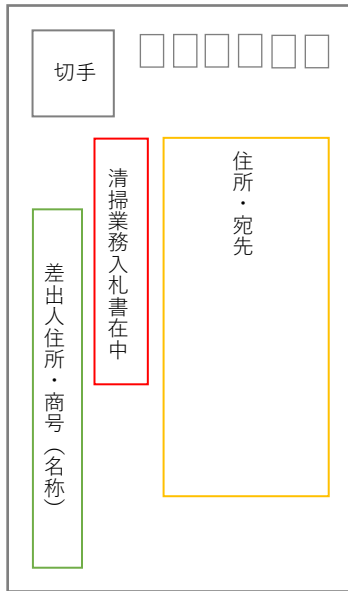 切手
住所・宛先
清掃業務入札書在中
差出人住所・商号（名称）